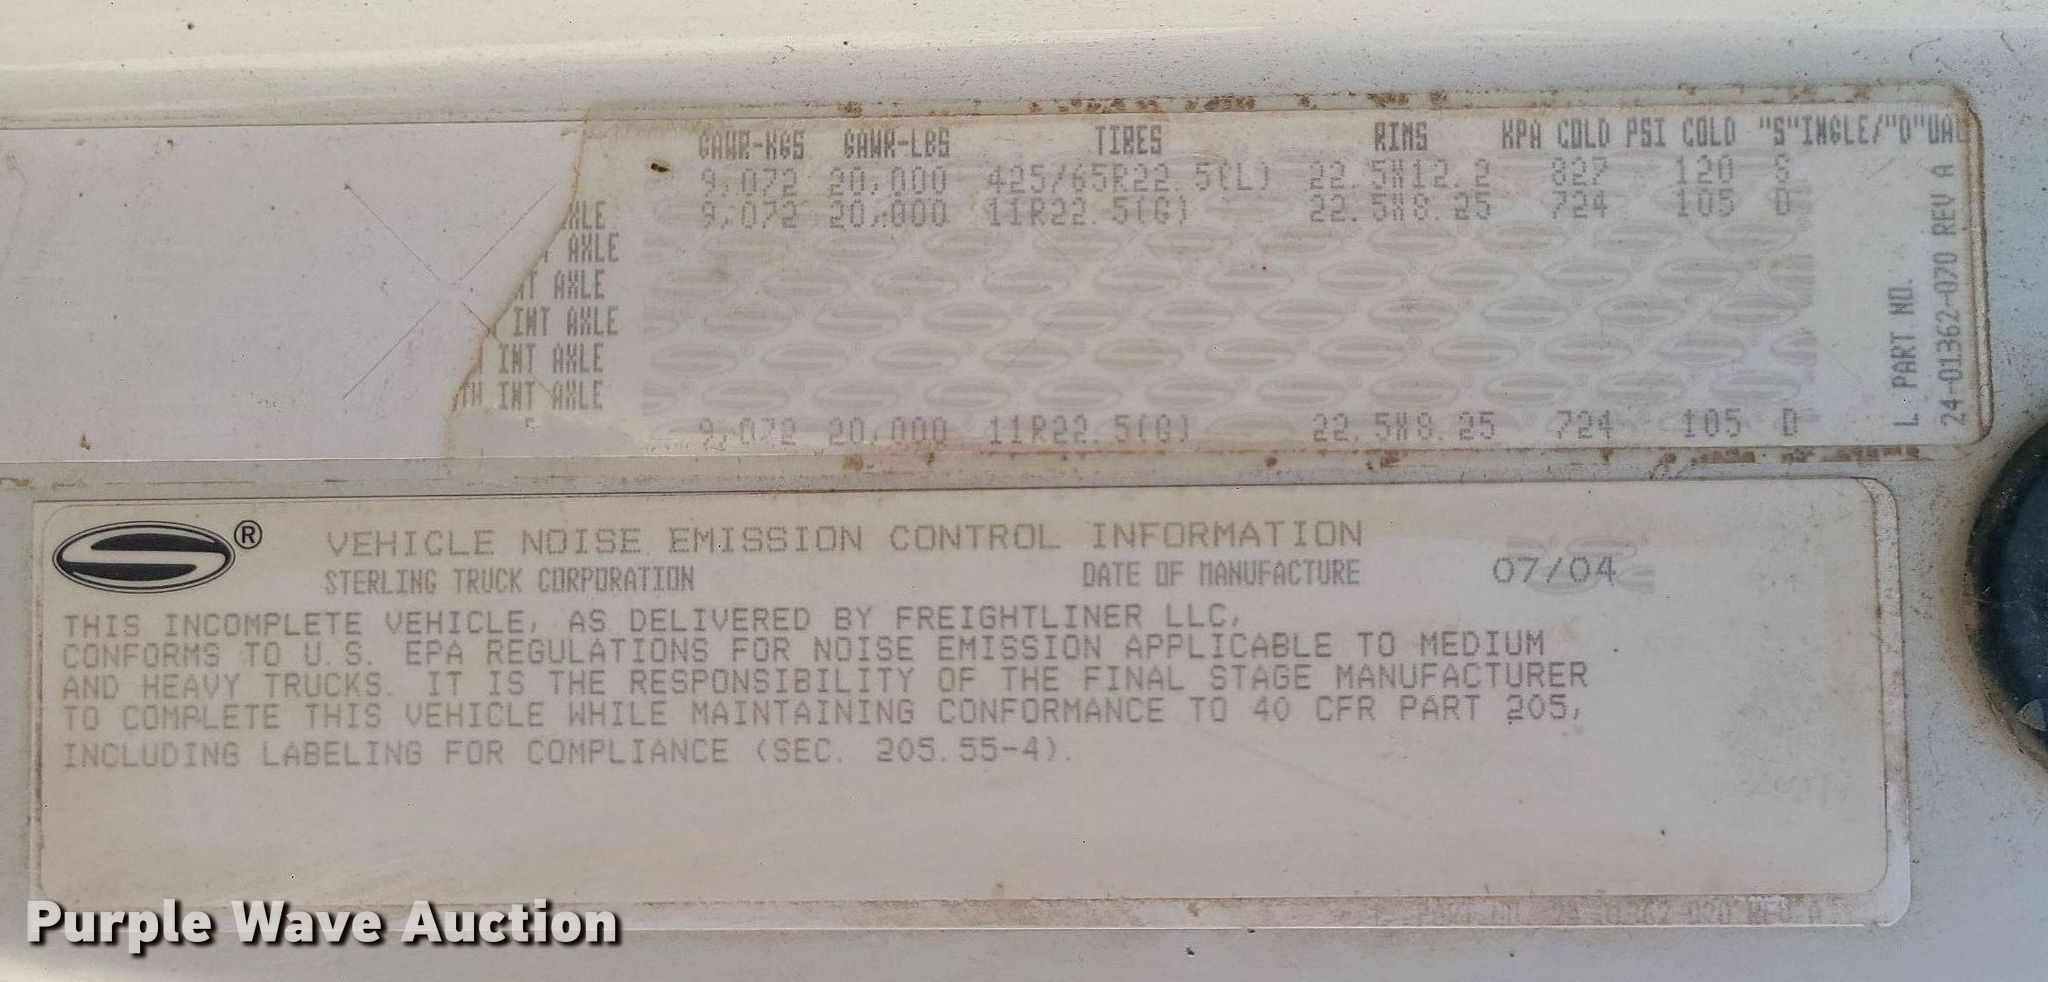 GAWR-KGS GAWR-LBS TIRES RIMS KPA COLD PSI COLD "S"INGLE/"D"UAL
9,072 20,000 425/65R22.5(L) 22.5X12.2 827 120 S
XLE 9,072 20,000 11R22.5(G) 22.5X8.25 724 105 D
AXLE
NT AXLE
INT AXLE
INT AXLE
TH INT AXLE
9,072 20,000 11R22.5(G) 22.5X8.25 724 105 D
L PART NO.
24-01362-070 REV A
S ®
VEHICLE NOISE EMISSION CONTROL INFORMATION
STERLING TRUCK CORPORATION DATE OF MANUFACTURE 07/04
THIS INCOMPLETE VEHICLE, AS DELIVERED BY FREIGHTLINER LLC,
CONFORMS TO U.S. EPA REGULATIONS FOR NOISE EMISSION APPLICABLE TO MEDIUM
AND HEAVY TRUCKS. IT IS THE RESPONSIBILITY OF THE FINAL STAGE MANUFACTURER
TO COMPLETE THIS VEHICLE WHILE MAINTAINING CONFORMANCE TO 40 CFR PART 205,
INCLUDING LABELING FOR COMPLIANCE (SEC. 205.55-4).
Purple Wave Auction